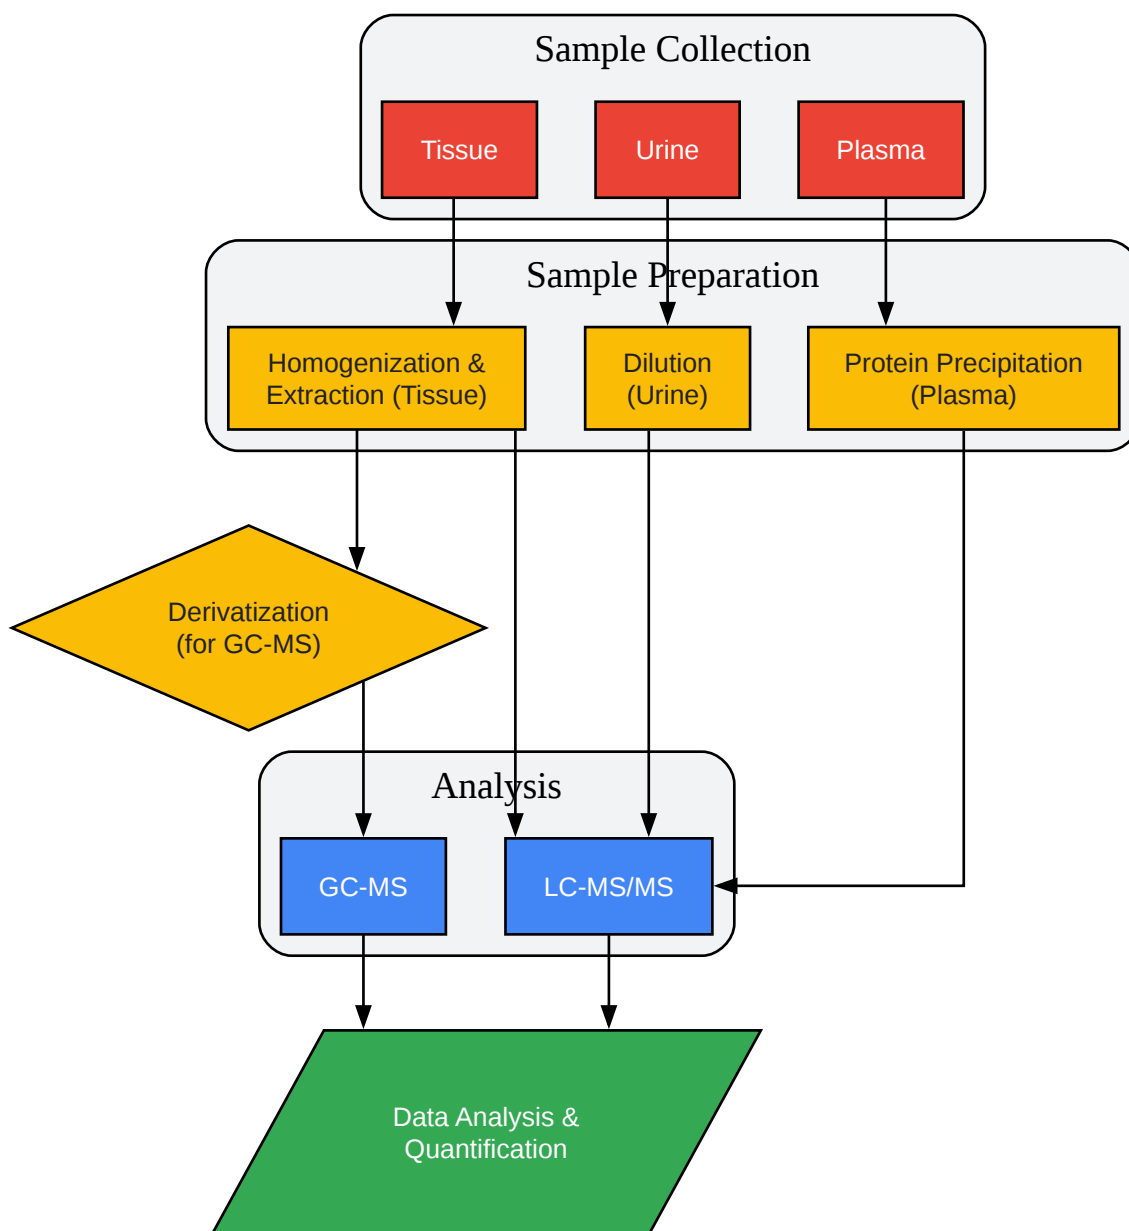 Sample Collection
Tissue
Urine
Plasma
Sample Preparation
Homogenization &
Extraction (Tissue)
Dilution
(Urine)
Protein Precipitation
(Plasma)
Derivatization
(for GC-MS)
Analysis
GC-MS
LC-MS/MS
Data Analysis &
Quantification